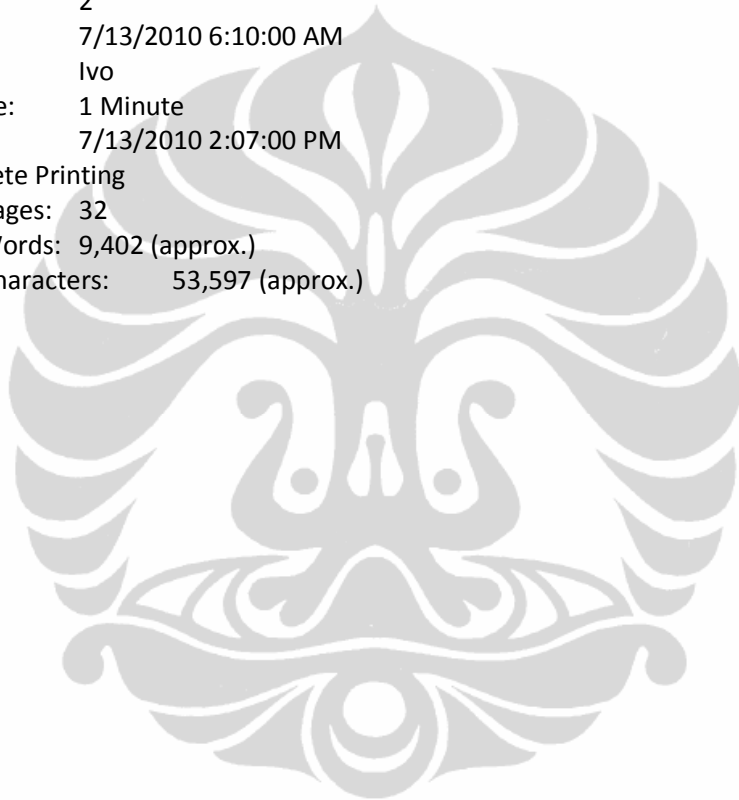 2
7/13/2010 6:10:00 AM
Ivo
e: 1 Minute
7/13/2010 2:07:00 PM
ete Printing
ages: 32
Words: 9,402 (approx.)
haracters: 53,597 (approx.)